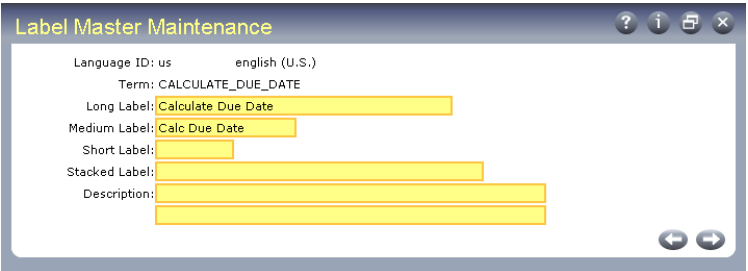 Label Master Maintenance
Language ID: us english (U.S.)
Term: CALCULATE_DUE_DATE
Long Label: Calculate Due Date
Medium Label: Calc Due Date
Short Label:
Stacked Label:
Description: